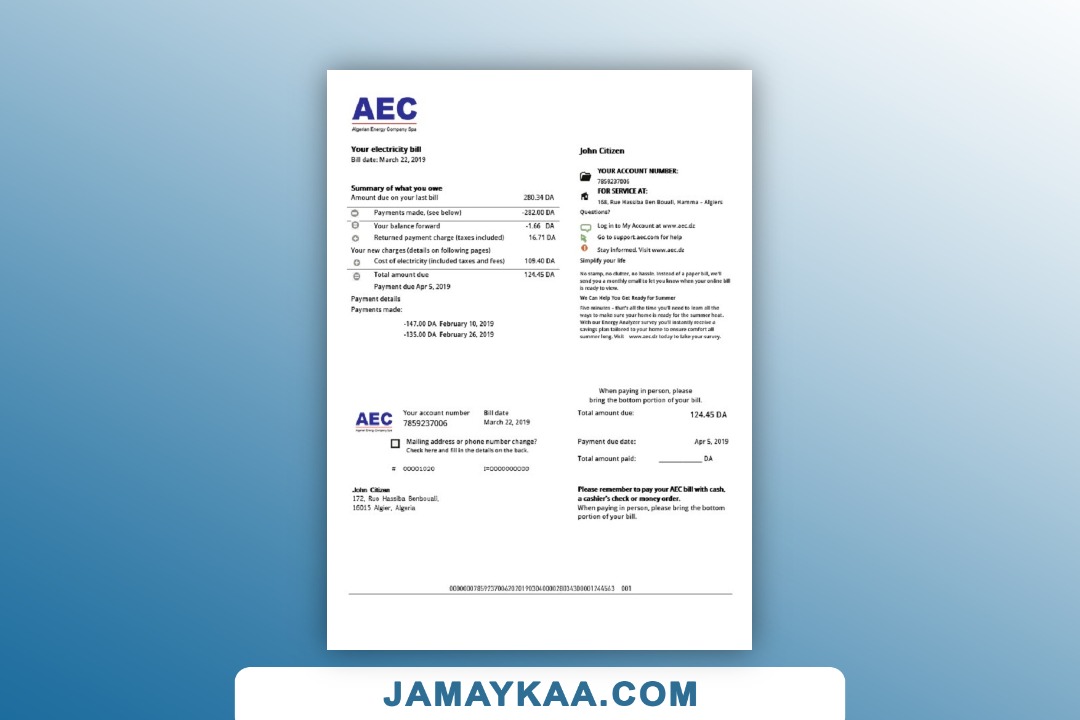 AEC
Algerian Energy Company Spa
Your electricity bill
Bill date: March 22, 2019
Summary of what you owe
Amount due on your last bill 280.34 DA
Payments made, (see below) -282.00 DA
Your balance forward -1.66 DA
Returned payment charge (taxes included) 16.71 DA
Your new charges (details on following pages)
Cost of electricity (included taxes and fees) 109.40 DA
Total amount due 124.45 DA
Payment due Apr 5, 2019
Payment details
Payments made:
-147.00 DA February 10, 2019
-135.00 DA February 26, 2019
John Citizen
YOUR ACCOUNT NUMBER:
7859237006
FOR SERVICE AT:
168, Rue Hassiba Ben Bouali, Hamma - Algiers
Questions?
Log in to My Account at www.aec.dz
Go to support.aec.com for help
Stay informed. Visit www.aec.dz
Simplify your life
No stamp, no clutter, no hassle. Instead of a paper bill, we'll
send you a monthly email to let you know when your online bill
is ready to view.
We Can Help You Get Ready for Summer
Five minutes - that's all the time you'll need to learn all the
ways to make sure your home is ready for the summer heat.
With our Energy Analyzer survey you'll instantly receive a
savings plan tailored to your home to ensure comfort all
summer long. Visit www.aec.dz today to take your survey.
When paying in person, please
bring the bottom portion of your bill.
AEC
Your account number Bill date
7859237006 March 22, 2019
Mailing address or phone number change?
Check here and fill in the details on the back.
# 00001020 I=0000000000
Total amount due: 124.45 DA
Payment due date: Apr 5, 2019
Total amount paid: __________ DA
John Citizen
172, Rue Hassiba Benbouali,
16015 Algier, Algeria
Please remember to pay your AEC bill with cash,
a cashier's check or money order.
When paying in person, please bring the bottom
portion of your bill.
001
JAMAYKAA.COM